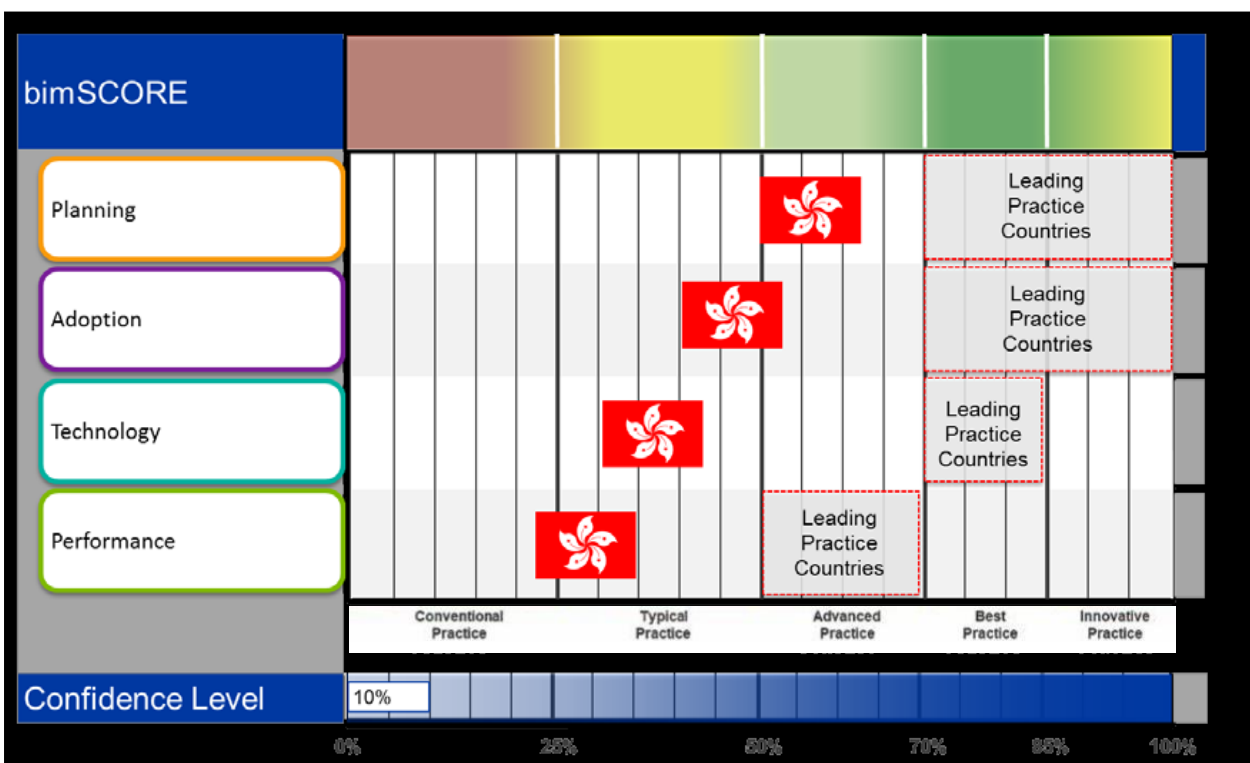 bimSCORE
Planning
Leading
Practice
Countries
Adoption
Leading
Practice
Countries
Technology
Leading
Practice
Countries
Performance
Leading
Practice
Countries
Conventional
Practice
Typical
Practice
Advanced
Practice
Best
Practice
Innovative
Practice
Confidence Level
10%
0% 25% 50% 70% 85% 100%